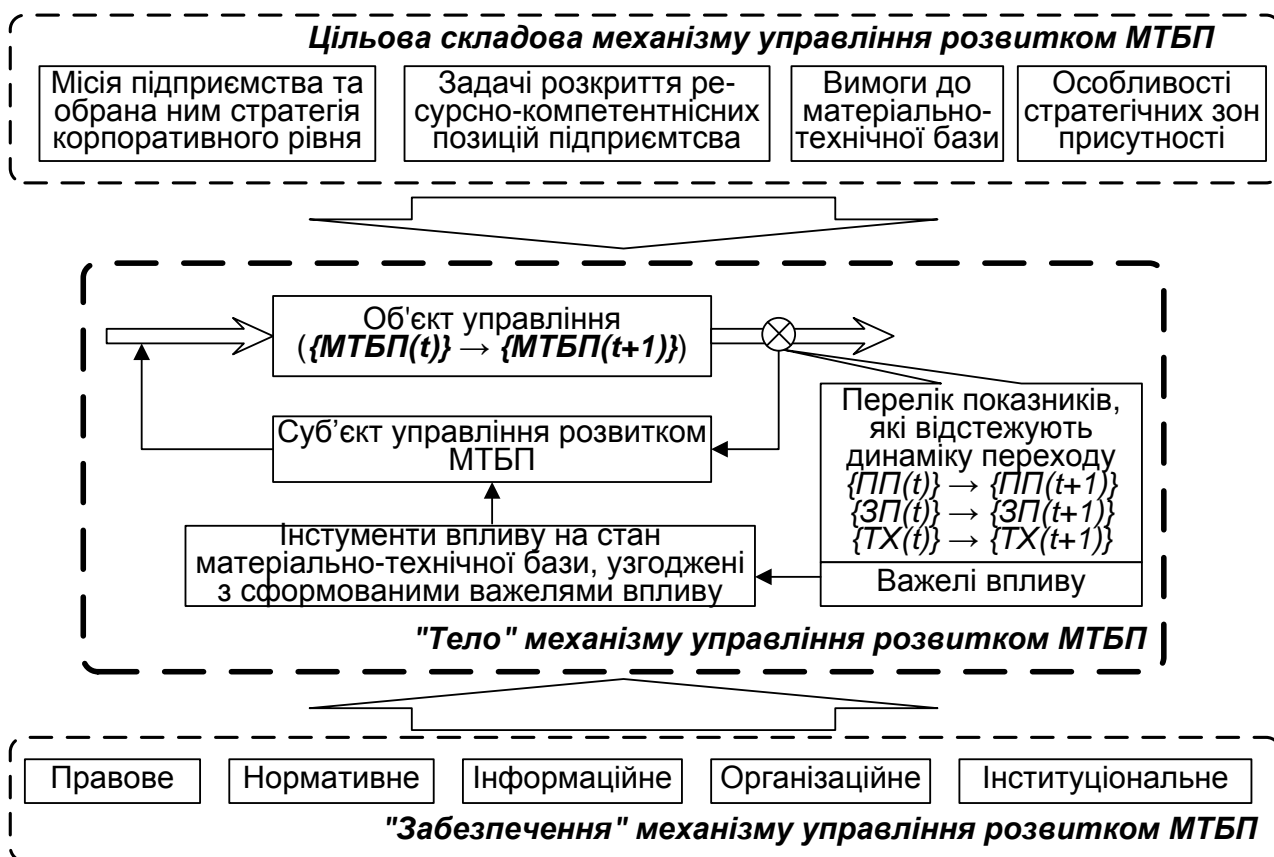 Цільова складова механізму управління розвитком МТБП
Місія підприємства та
обрана ним стратегія
корпоративного рівня
Задачі розкриття ре-
сурсно-компетентнісних
позицій підприємтсва
Вимоги до
матеріально-
технічної бази
Особливості
стратегічних зон
присутності
Об'єкт управління
({МТБП(t)} → {МТБП(t+1)})
Суб’єкт управління розвитком
МТБП
Перелік показників,
які відстежують
динаміку переходу
{ПП(t)} → {ПП(t+1)}
{ЗП(t)} → {ЗП(t+1)}
{ТХ(t)} → {ТХ(t+1)}
Важелі впливу
Інстументи впливу на стан
матеріально-технічної бази, узгоджені
з сформованими важелями впливу
"Тело" механізму управління розвитком МТБП
Правове
Нормативне
Інформаційне
Організаційне
Інституціональне
"Забезпечення" механізму управління розвитком МТБП